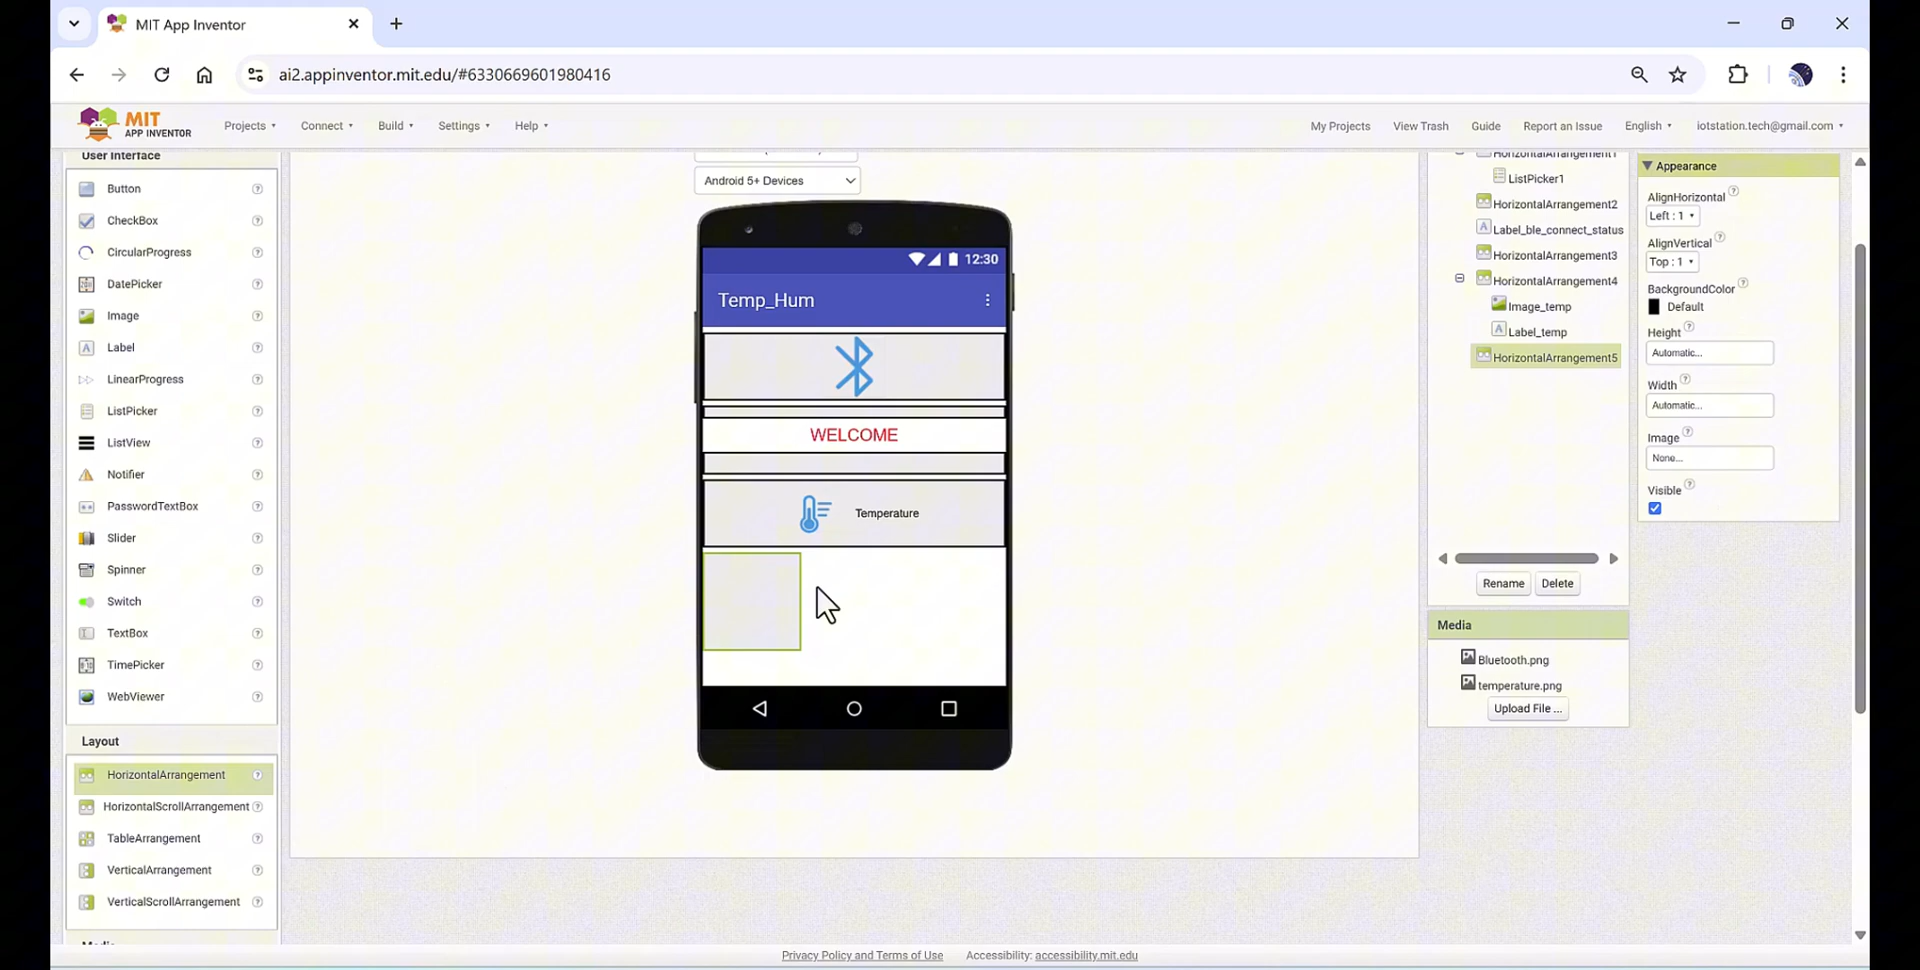 MIT App Inventor
ai2.appinventor.mit.edu/#6330669601980416
MIT
APP INVENTOR
Projects
Connect
Build
Settings
Help
My Projects
View Trash
Guide
Report an Issue
English
iotstation.tech@gmail.com
User Interface
Button
CheckBox
CircularProgress
DatePicker
Image
Label
LinearProgress
ListPicker
ListView
Notifier
PasswordTextBox
Slider
Spinner
Switch
TextBox
TimePicker
WebViewer
Layout
HorizontalArrangement
HorizontalScrollArrangement
TableArrangement
VerticalArrangement
VerticalScrollArrangement
Android 5+ Devices
12:30
Temp_Hum
WELCOME
Temperature
HorizontalArrangement1
ListPicker1
HorizontalArrangement2
Label_ble_connect_status
HorizontalArrangement3
HorizontalArrangement4
Image_temp
Label_temp
HorizontalArrangement5
Rename
Delete
Media
Bluetooth.png
temperature.png
Upload File ...
Appearance
AlignHorizontal
Left : 1
AlignVertical
Top : 1
BackgroundColor
Default
Height
Automatic...
Width
Automatic...
Image
None...
Visible
Privacy Policy and Terms of Use
Accessibility: accessibility.mit.edu